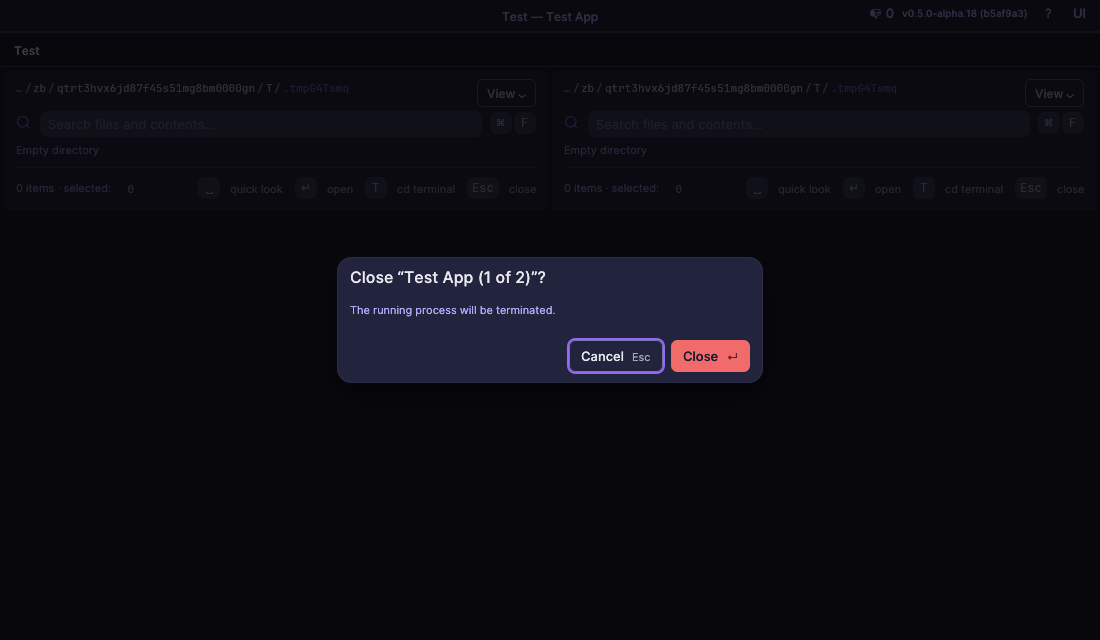 Test — Test App
0 v0.5.0-alpha.18 (b5af9a3) ? UI
Test
… / zb / qtrt3hvx6jd87f45s51mg8bm0000gn / T / .tmpG4Twmq View
Search files and contents... ⌘ F
Empty directory
0 items · selected: 0 ␣ quick look ↵ open T cd terminal Esc close
… / zb / qtrt3hvx6jd87f45s51mg8bm0000gn / T / .tmpG4Twmq View
Search files and contents... ⌘ F
Empty directory
0 items · selected: 0 ␣ quick look ↵ open T cd terminal Esc close
Close “Test App (1 of 2)”?
The running process will be terminated.
Cancel Esc Close ↵